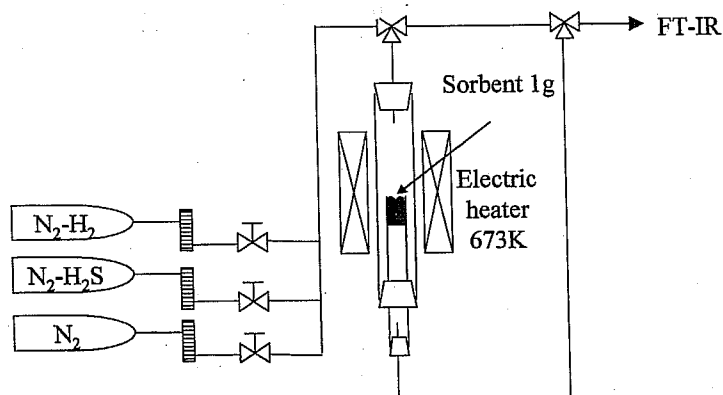 FT-IR
Sorbent 1g
Electric
heater
673K
N₂-H₂
N₂-H₂S
N₂